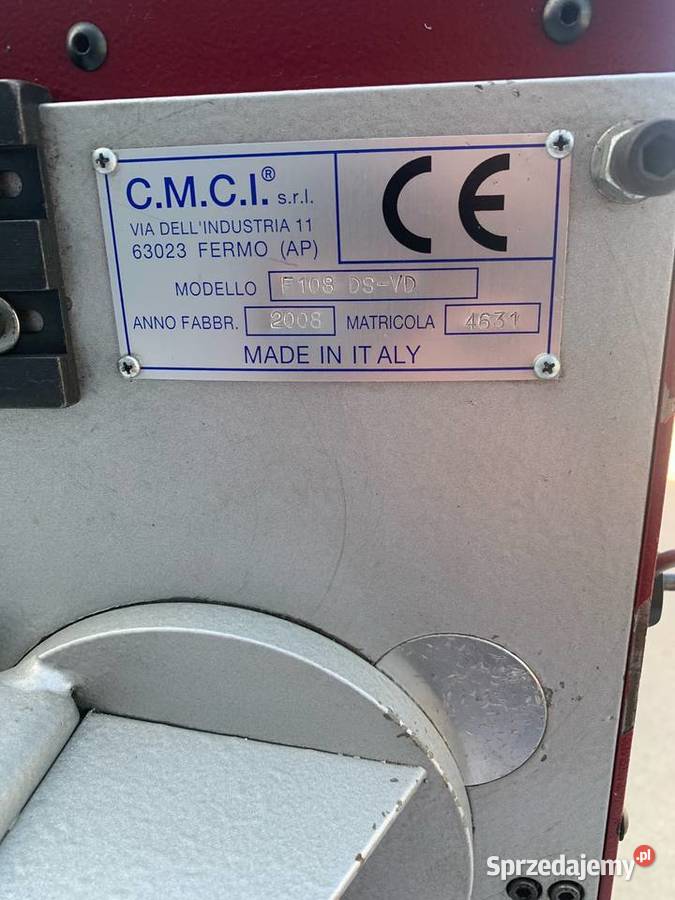 C.M.C.I.® s.r.l.
VIA DELL'INDUSTRIA 11
63023 FERMO (AP)
CE
MODELLO F108 DS-VD
ANNO FABBR. 2008 MATRICOLA 4631
MADE IN ITALY
Sprzedajemy.pl